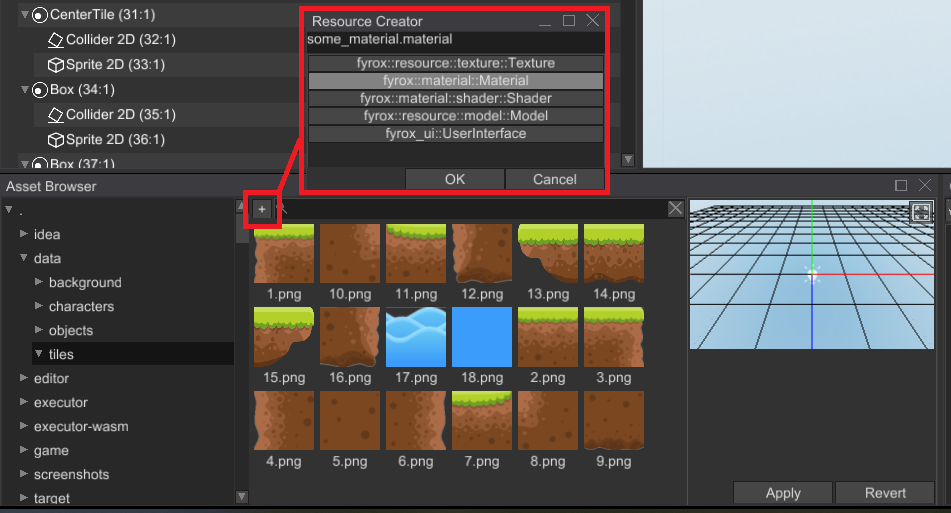 CenterTile (31:1)
Collider 2D (32:1)
Sprite 2D (33:1)
Box (34:1)
Collider 2D (35:1)
Sprite 2D (36:1)
Box (37:1)
Resource Creator
some_material.material
fyrox::resource::texture::Texture
fyrox::material::Material
fyrox::material::shader::Shader
fyrox::resource::model::Model
fyrox_ui::UserInterface
OK Cancel
Asset Browser
.
idea
data
background
characters
objects
tiles
editor
executor
executor-wasm
game
screenshots
target
+
1.png 10.png 11.png 12.png 13.png 14.png
15.png 16.png 17.png 18.png 2.png 3.png
4.png 5.png 6.png 7.png 8.png 9.png
Apply Revert